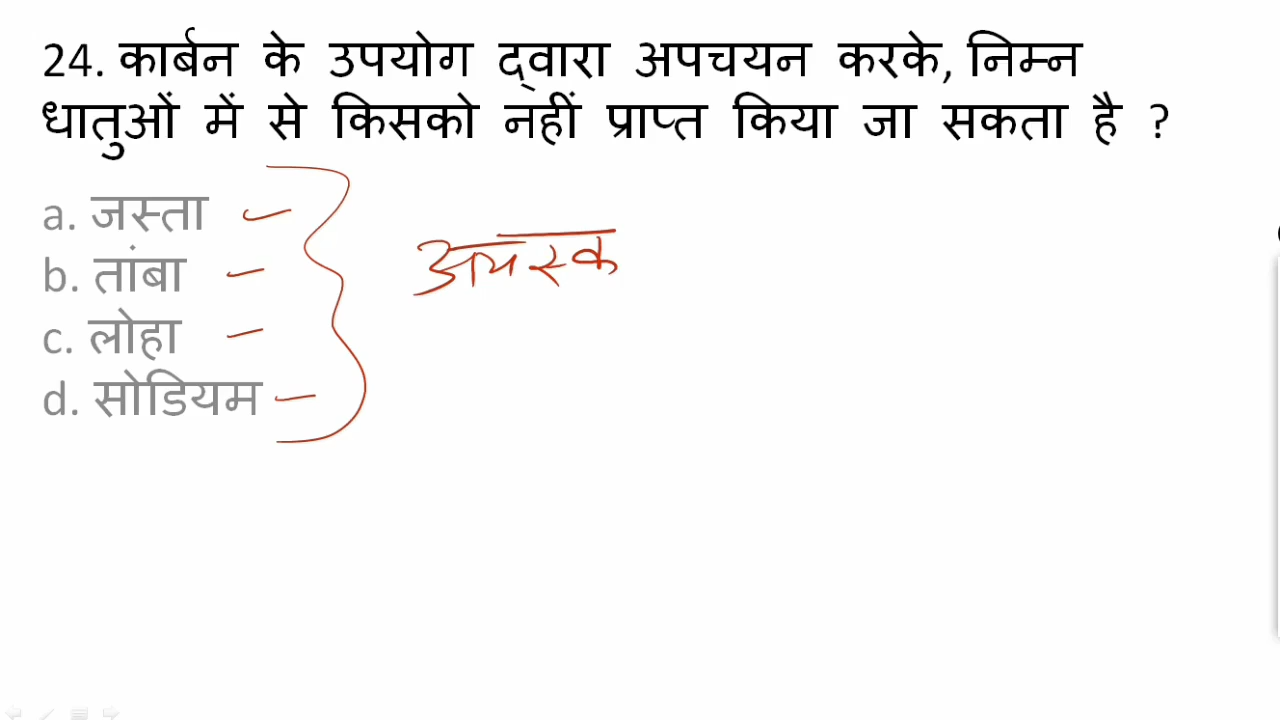 24. कार्बन के उपयोग द्वारा अपचयन करके, निम्न
धातुओं में से किसको नहीं प्राप्त किया जा सकता है ?
a. जस्ता
b. तांबा
c. लोहा
d. सोडियम
अयस्क